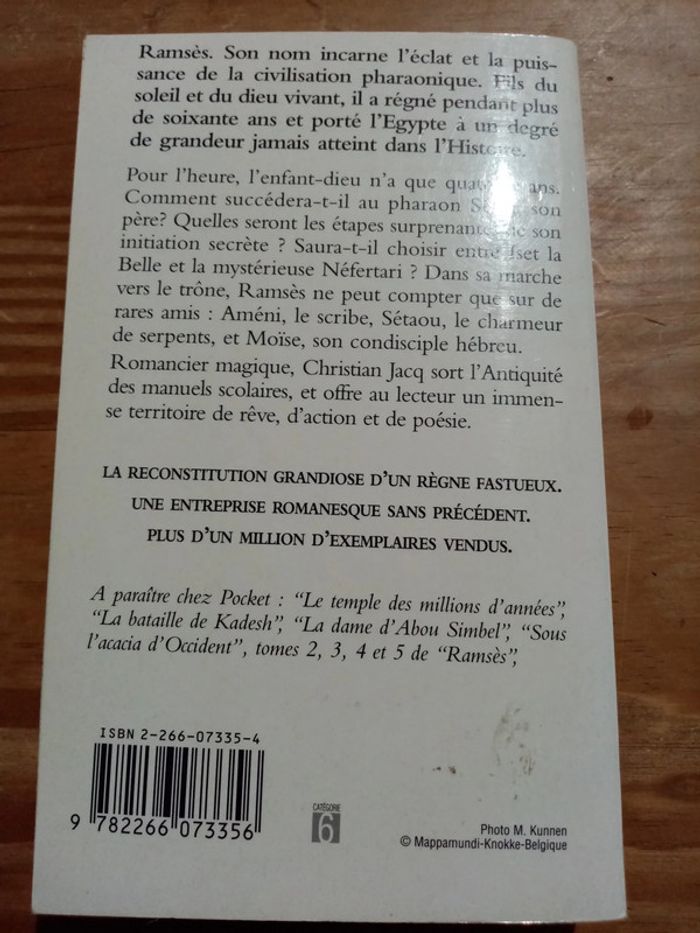 Ramsès. Son nom incarne l'éclat et la puis-
sance de la civilisation pharaonique. Fils du
soleil et du dieu vivant, il a régné pendant plus
de soixante ans et porté l'Egypte à un degré
de grandeur jamais atteint dans l'Histoire.
Pour l'heure, l'enfant-dieu n'a que ans.
Comment succédera-t-il au pharaon son
père? Quelles seront les étapes surprenantes de son
initiation secrète ? Saura-t-il choisir entre Iset la
Belle et la mystérieuse Néfertari ? Dans sa marche
vers le trône, Ramsès ne peut compter que sur de
rares amis : Améni, le scribe, Sétaou, le charmeur
de serpents, et Moïse, son condisciple hébreu.
Romancier magique, Christian Jacq sort l'Antiquité
des manuels scolaires, et offre au lecteur un immen-
se territoire de rêve, d'action et de poésie.
LA RECONSTITUTION GRANDIOSE D'UN RÈGNE FASTUEUX.
UNE ENTREPRISE ROMANESQUE SANS PRÉCÉDENT.
PLUS D'UN MILLION D'EXEMPLAIRES VENDUS.
A paraître chez Pocket : "Le temple des millions d'années",
"La bataille de Kadesh", "La dame d'Abou Simbel", "Sous
l'acacia d'Occident", tomes 2, 3, 4 et 5 de "Ramsès",
ISBN 2-266-07335-4
9 782266 073356
CATÉGORIE
6
Photo M. Kunnen
© Mappamundi-Knokke-Belgique